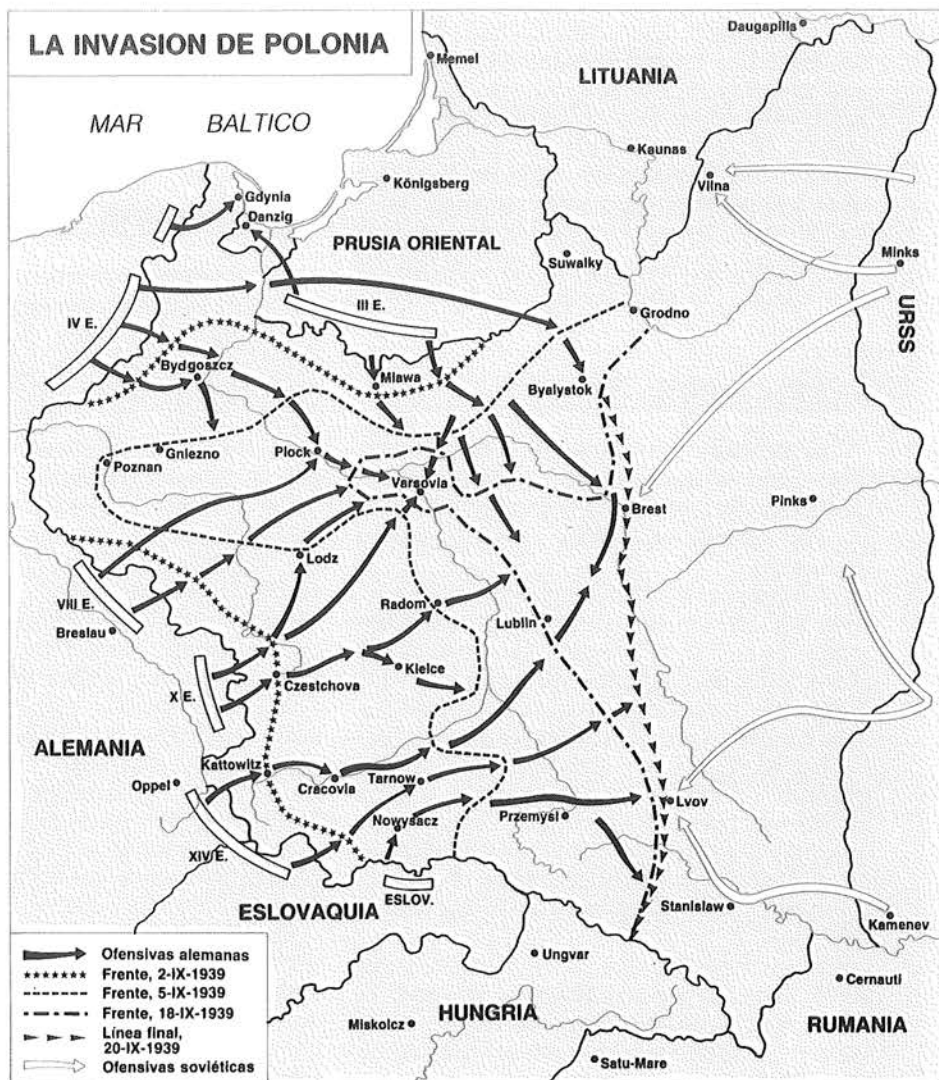 LA INVASION DE POLONIA
Daugapills
Memel
LITUANIA
MAR BALTICO
Kaunas
Vilna
Königsberg
Gdynia
Danzig
PRUSIA ORIENTAL
Suwalky
Minks
URSS
III E.
Grodno
IV E.
Bydgoszcz
Mlawa
Byalystok
Gniezno
Plock
Poznan
Varsovia
Brest
Pinks
Lodz
VIII E.
Radom
Lublin
Breslau
Kielce
X E.
Czestchova
ALEMANIA
Kattowitz
Oppel
Cracovia
Tarnow
Lvov
Nowysacz
Przemysl
XIV E.
ESLOV.
ESLOVAQUIA
Stanislaw
Kamenev
Ofensivas alemanas
Frente, 2-IX-1939
Frente, 5-IX-1939
Frente, 18-IX-1939
Línea final,
20-IX-1939
Ofensivas soviéticas
Ungvar
Cernauti
HUNGRIA
RUMANIA
Miskolcz
Satu-Mare